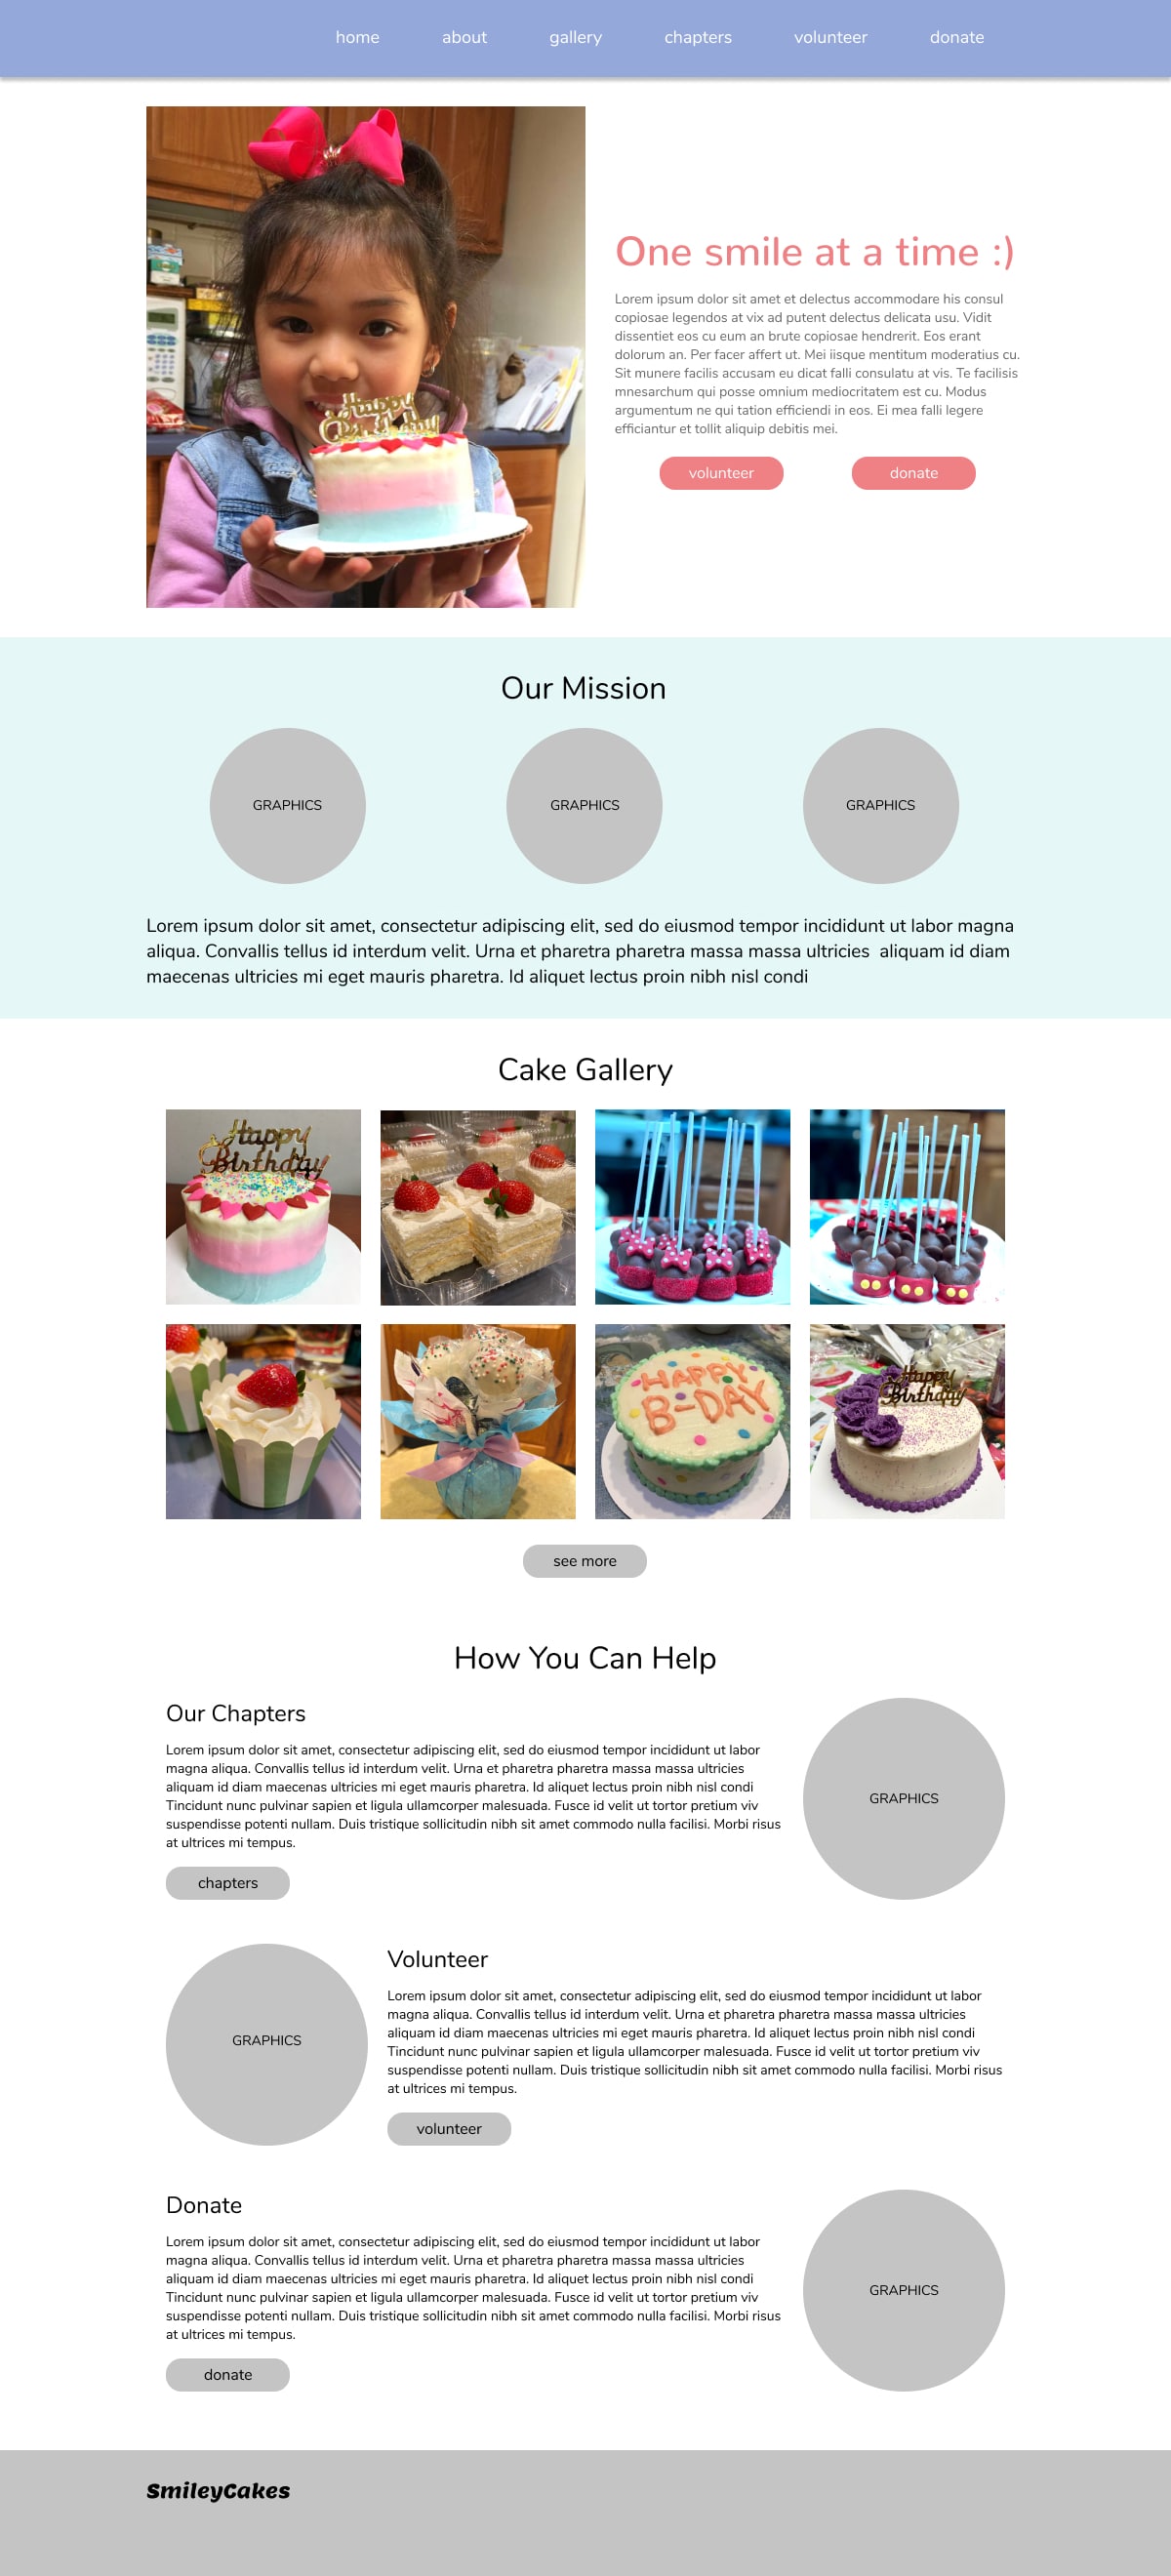 home about gallery chapters volunteer donate
Happy
Birthday
One smile at a time :)
Lorem ipsum dolor sit amet et delectus accommodare his consul
copiosae legendos at vix ad putent delectus delicata usu. Vidit
dissentiet eos cu eum an brute copiosae hendrerit. Eos erant
dolorum an. Per facer affert ut. Mei iisque mentitum moderatius cu.
Sit munere facilis accusam eu dicat falli consulatu at vis. Te facilisis
mnesarchum qui posse omnium mediocritatem est cu. Modus
argumentum ne qui tation efficiendi in eos. Ei mea falli legere
efficiantur et tollit aliquip debitis mei.
volunteer donate
Our Mission
GRAPHICS GRAPHICS GRAPHICS
Lorem ipsum dolor sit amet, consectetur adipiscing elit, sed do eiusmod tempor incididunt ut labor magna
aliqua. Convallis tellus id interdum velit. Urna et pharetra pharetra massa massa ultricies  aliquam id diam
maecenas ultricies mi eget mauris pharetra. Id aliquet lectus proin nibh nisl condi
Cake Gallery
Happy
Birthday
HAPPY
B-DAY
Happy
Birthday
see more
How You Can Help
Our Chapters
Lorem ipsum dolor sit amet, consectetur adipiscing elit, sed do eiusmod tempor incididunt ut labor
magna aliqua. Convallis tellus id interdum velit. Urna et pharetra pharetra massa massa ultricies
aliquam id diam maecenas ultricies mi eget mauris pharetra. Id aliquet lectus proin nibh nisl condi
Tincidunt nunc pulvinar sapien et ligula ullamcorper malesuada. Fusce id velit ut tortor pretium viv
suspendisse potenti nullam. Duis tristique sollicitudin nibh sit amet commodo nulla facilisi. Morbi risus
at ultrices mi tempus.
chapters
GRAPHICS
GRAPHICS
Volunteer
Lorem ipsum dolor sit amet, consectetur adipiscing elit, sed do eiusmod tempor incididunt ut labor
magna aliqua. Convallis tellus id interdum velit. Urna et pharetra pharetra massa massa ultricies
aliquam id diam maecenas ultricies mi eget mauris pharetra. Id aliquet lectus proin nibh nisl condi
Tincidunt nunc pulvinar sapien et ligula ullamcorper malesuada. Fusce id velit ut tortor pretium viv
suspendisse potenti nullam. Duis tristique sollicitudin nibh sit amet commodo nulla facilisi. Morbi risus
at ultrices mi tempus.
volunteer
Donate
Lorem ipsum dolor sit amet, consectetur adipiscing elit, sed do eiusmod tempor incididunt ut labor
magna aliqua. Convallis tellus id interdum velit. Urna et pharetra pharetra massa massa ultricies
aliquam id diam maecenas ultricies mi eget mauris pharetra. Id aliquet lectus proin nibh nisl condi
Tincidunt nunc pulvinar sapien et ligula ullamcorper malesuada. Fusce id velit ut tortor pretium viv
suspendisse potenti nullam. Duis tristique sollicitudin nibh sit amet commodo nulla facilisi. Morbi risus
at ultrices mi tempus.
donate
GRAPHICS
SmileyCakes